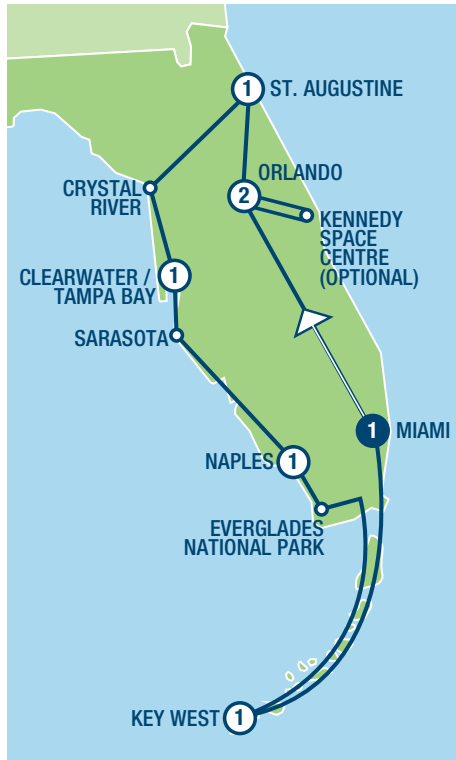 1 ST. AUGUSTINE
ORLANDO
2
CRYSTAL
RIVER
KENNEDY
SPACE
CENTRE
(OPTIONAL)
CLEARWATER / 1
TAMPA BAY
SARASOTA
1 MIAMI
NAPLES 1
EVERGLADES
NATIONAL PARK
KEY WEST 1